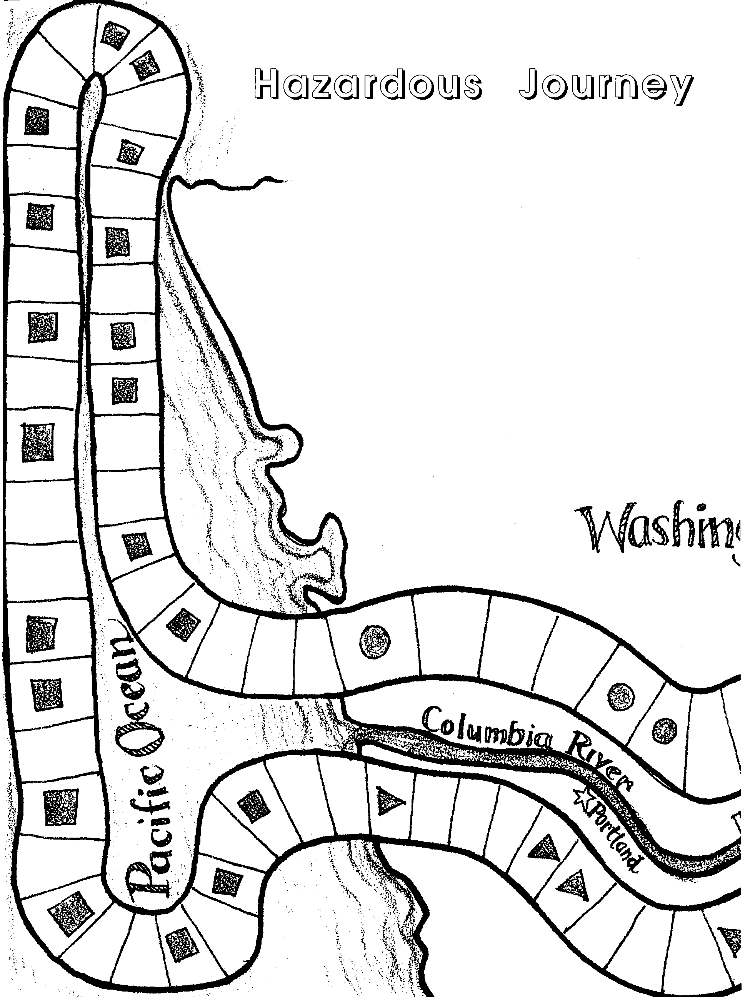 Hazardous Journey
Washing
Columbia River
Portland
Pacific Ocean